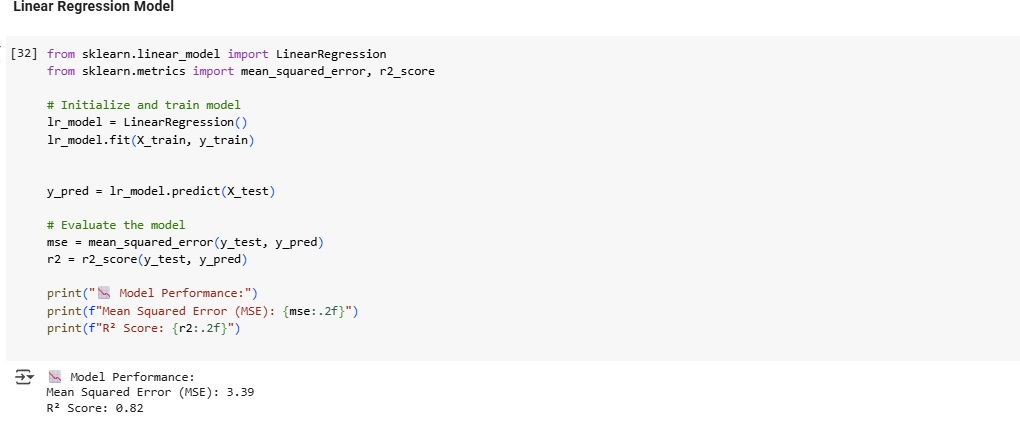 Linear Regression Model
[32] from sklearn.linear_model import LinearRegression
from sklearn.metrics import mean_squared_error, r2_score
# Initialize and train model
lr_model = LinearRegression()
lr_model.fit(X_train, y_train)
y_pred = lr_model.predict(X_test)
# Evaluate the model
mse = mean_squared_error(y_test, y_pred)
r2 = r2_score(y_test, y_pred)
print("📉 Model Performance:")
print(f"Mean Squared Error (MSE): {mse:.2f}")
print(f"R² Score: {r2:.2f}")
📉 Model Performance:
Mean Squared Error (MSE): 3.39
R² Score: 0.82